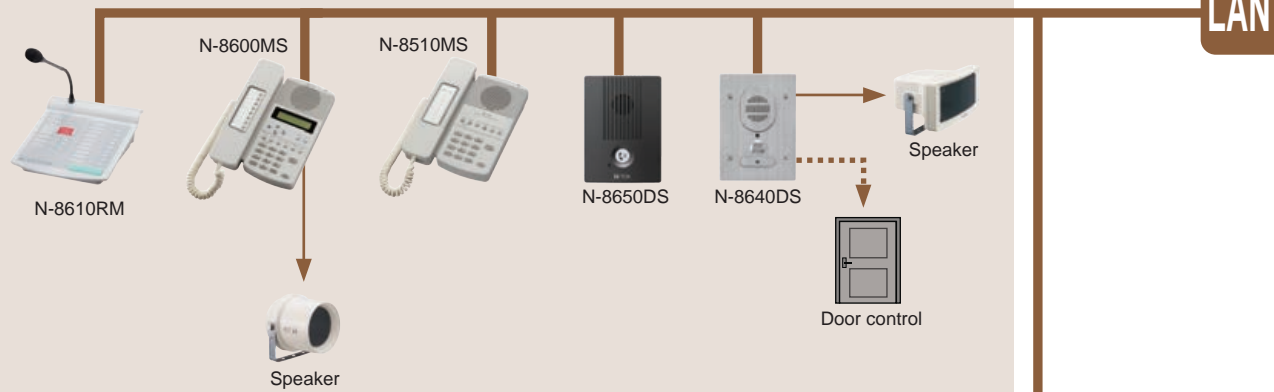 LAN
N-8600MS
N-8510MS
Speaker
N-8610RM
N-8650DS
N-8640DS
Door control
Speaker